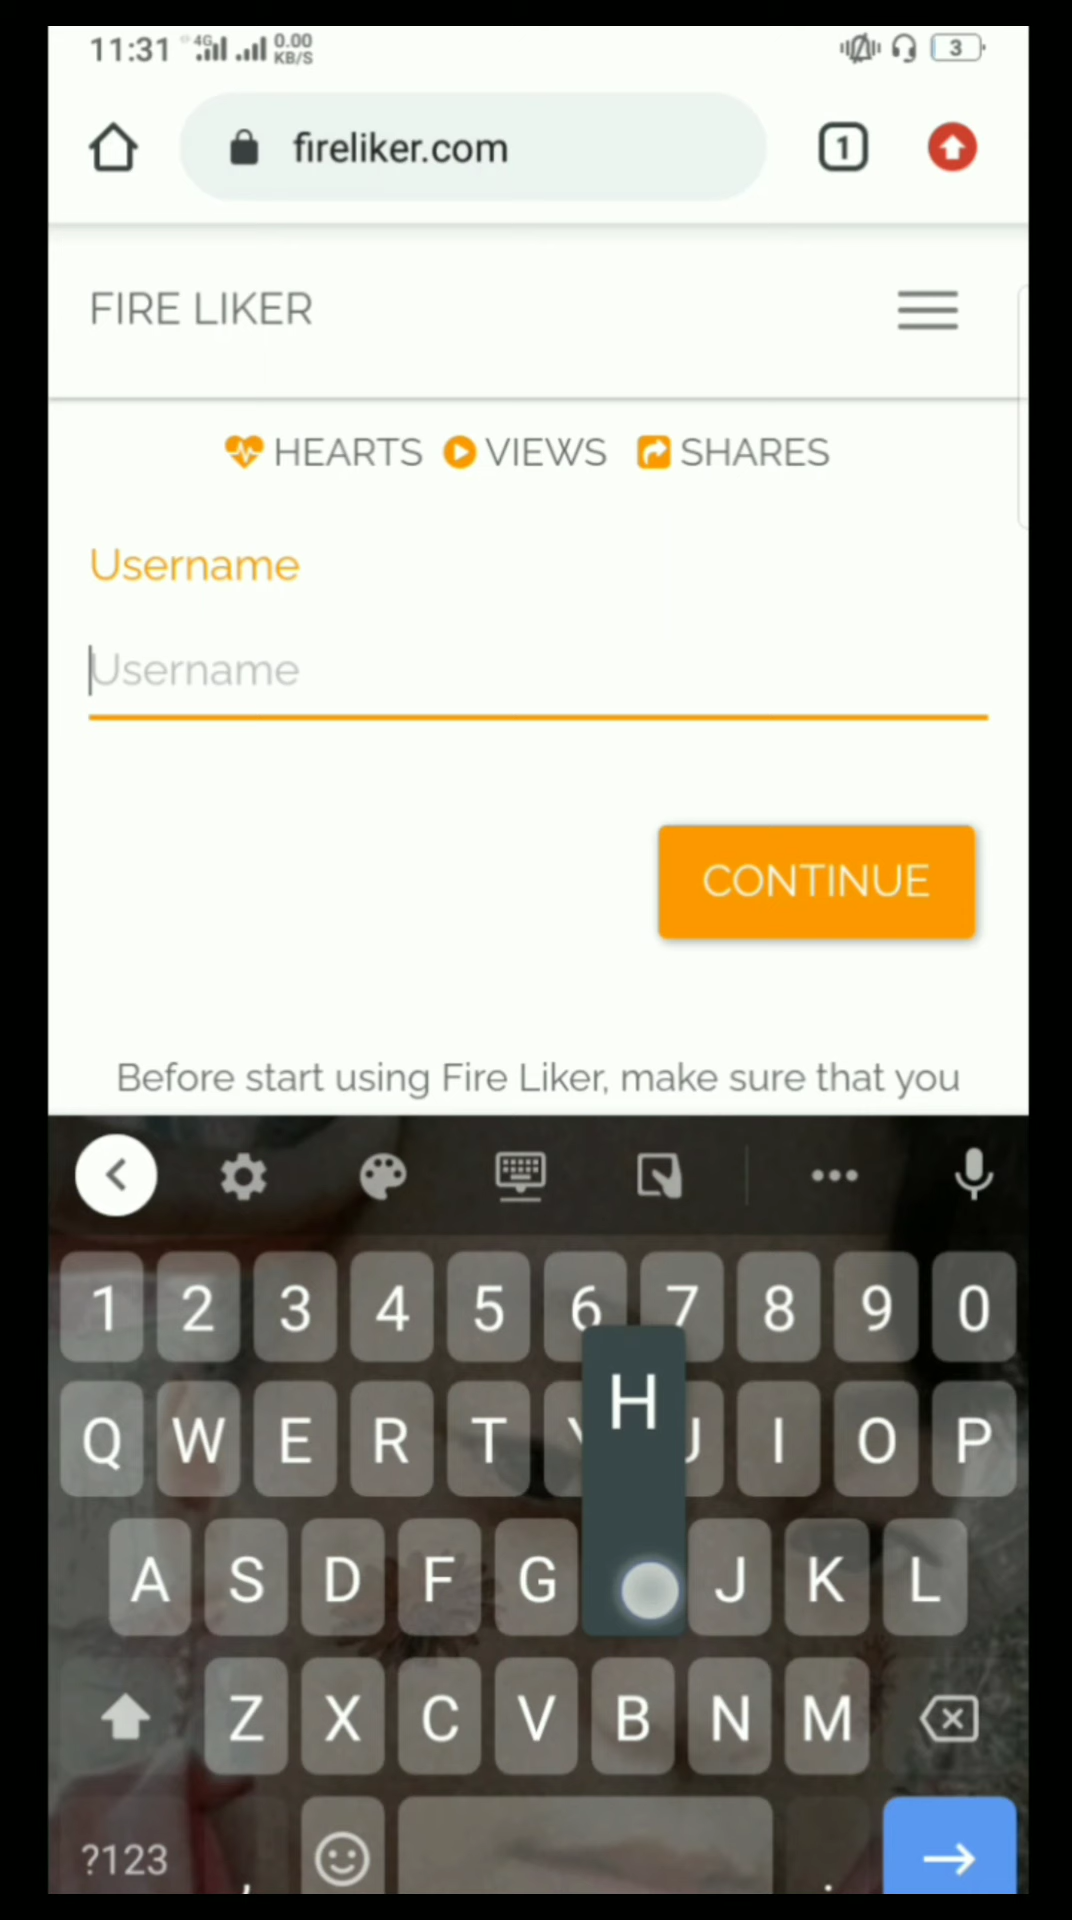 11:31 4G 0.00 KB/S 3
fireliker.com 1
FIRE LIKER
HEARTS VIEWS SHARES
Username
Username
CONTINUE
Before start using Fire Liker, make sure that you
1 2 3 4 5 6 7 8 9 0
H
Q W E R T Y J I O P
A S D F G J K L
Z X C V B N M
?123 , .